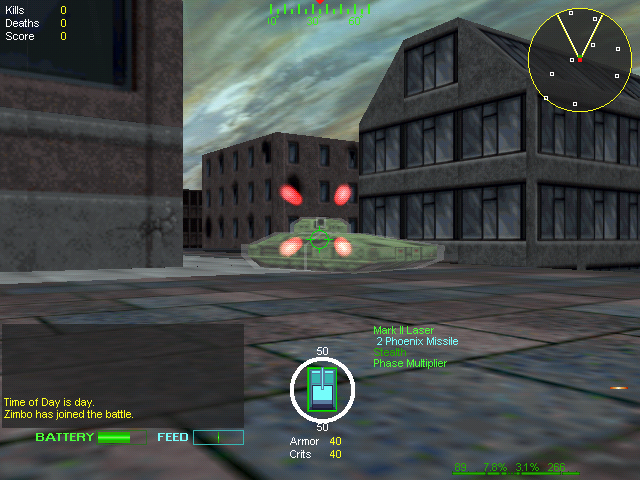 Kills 0
Deaths 0
Score 0
Mark II Laser
2 Phoenix Missile
Stealth
Phase Multiplier
50
50
Time of Day is day.
Zimbo has joined the battle.
BATTERY
FEED
Armor 40
Crits 40
89 7.8% 3.1% 266